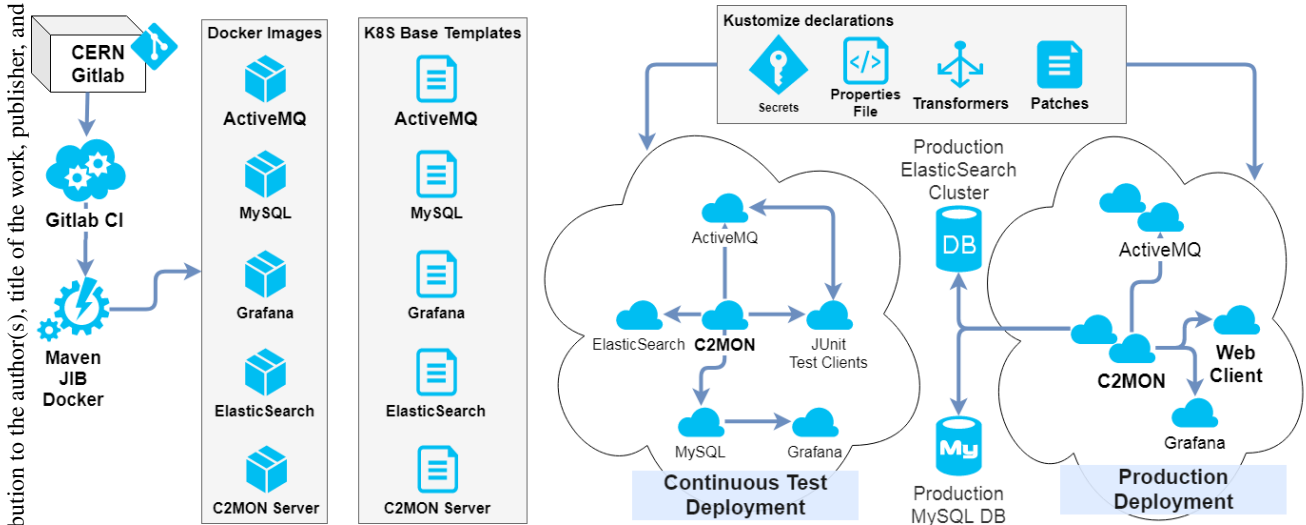 bution to the author(s), title of the work, publisher, and
CERN
Gitlab
Gitlab CI
Maven
JIB
Docker
Docker Images
ActiveMQ
MySQL
Grafana
ElasticSearch
C2MON Server
K8S Base Templates
ActiveMQ
MySQL
Grafana
ElasticSearch
C2MON Server
Kustomize declarations
Secrets
Properties
File
Transformers
Patches
ActiveMQ
ElasticSearch
C2MON
JUnit
Test Clients
MySQL
Grafana
Continuous Test
Deployment
Production
ElasticSearch
Cluster
DB
My
Production
MySQL DB
ActiveMQ
C2MON
Web
Client
Grafana
Production
Deployment